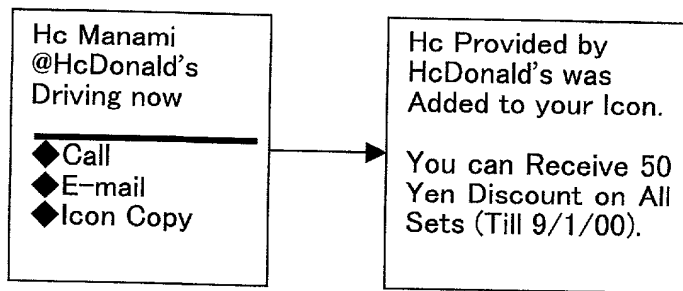 Hc Manami
@HcDonald's
Driving now
◆Call
◆E-mail
◆Icon Copy
Hc Provided by
HcDonald's was
Added to your Icon.
You can Receive 50
Yen Discount on All
Sets (Till 9/1/00).